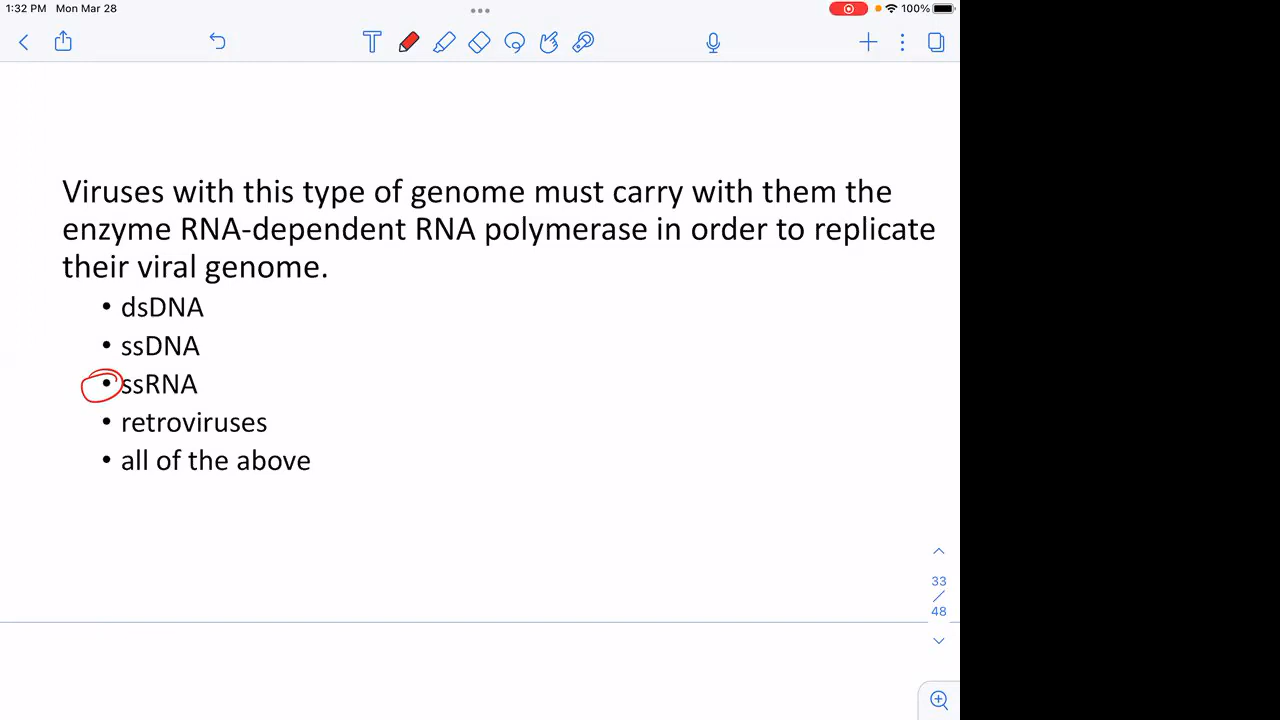 1:32 PM Mon Mar 28
100%
T
Viruses with this type of genome must carry with them the
enzyme RNA-dependent RNA polymerase in order to replicate
their viral genome.
• dsDNA
• ssDNA
• ssRNA
• retroviruses
• all of the above
33
/
48